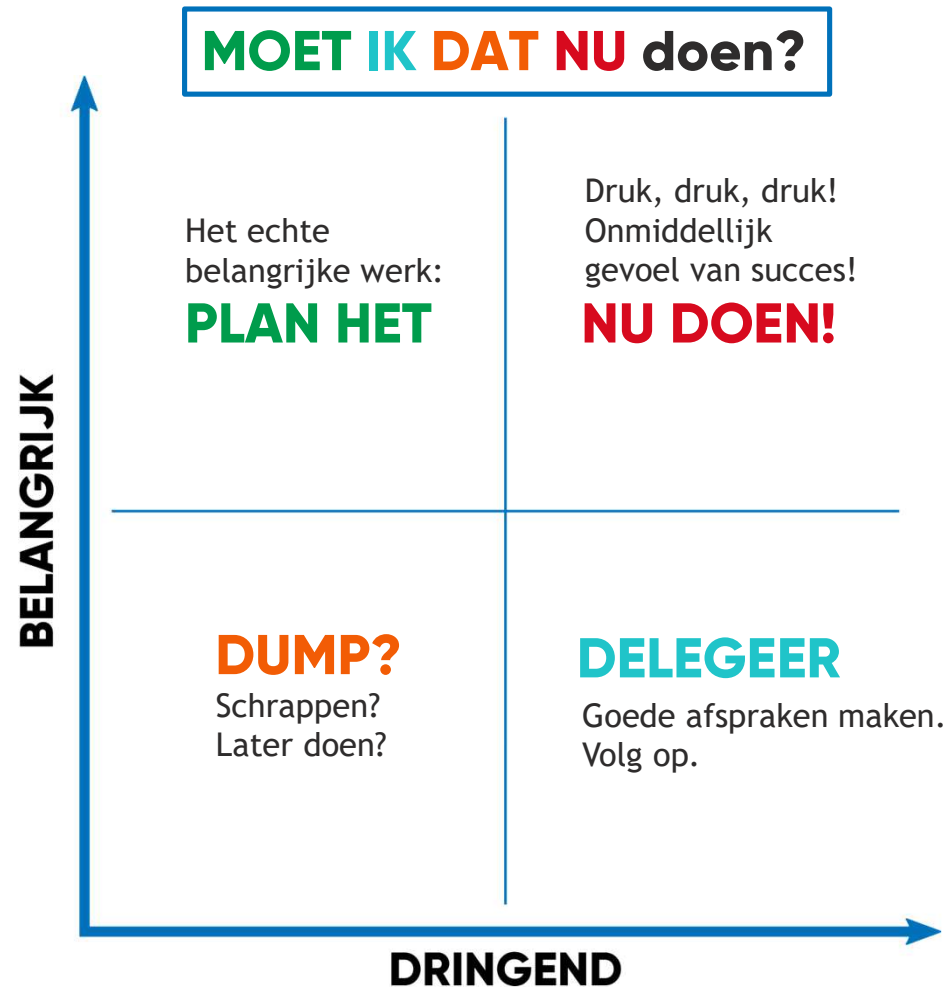 MOET IK DAT NU doen?
Het echte
belangrijke werk:
PLAN HET
Druk, druk, druk!
Onmiddellijk
gevoel van succes!
NU DOEN!
BELANGRIJK
DUMP?
Schrappen?
Later doen?
DELEGEER
Goede afspraken maken.
Volg op.
DRINGEND